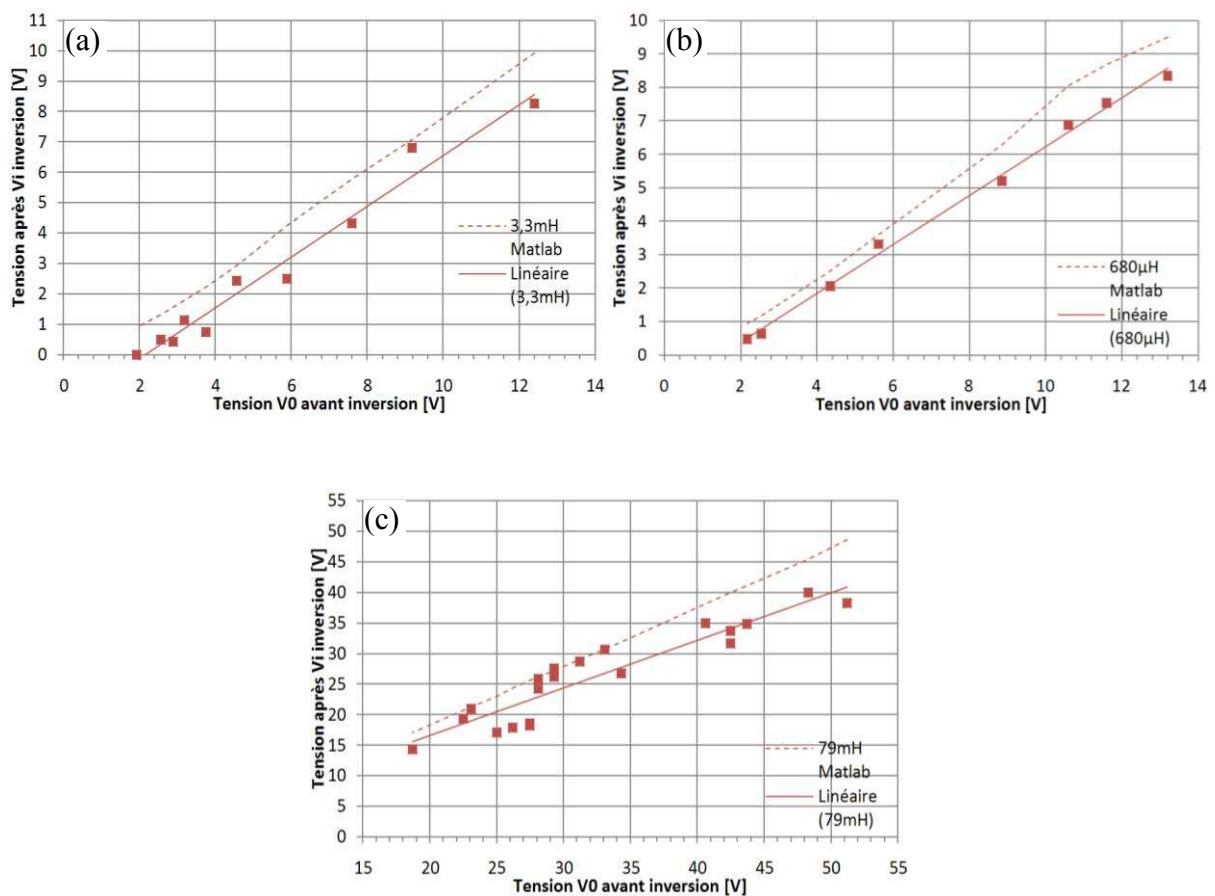 (a)
Tension après Vi inversion [V]
11
10
9
8
7
6
5
4
3
2
1
0
0 2 4 6 8 10 12 14
Tension V0 avant inversion [V]
3,3mH
Matlab
Linéaire
(3,3mH)
(b)
Tension après Vi inversion [V]
10
9
8
7
6
5
4
3
2
1
0
0 2 4 6 8 10 12 14
Tension V0 avant inversion [V]
680µH
Matlab
Linéaire
(680µH)
(c)
Tension après Vi inversion [V]
55
50
45
40
35
30
25
20
15
10
5
0
15 20 25 30 35 40 45 50 55
Tension V0 avant inversion [V]
79mH
Matlab
Linéaire
(79mH)